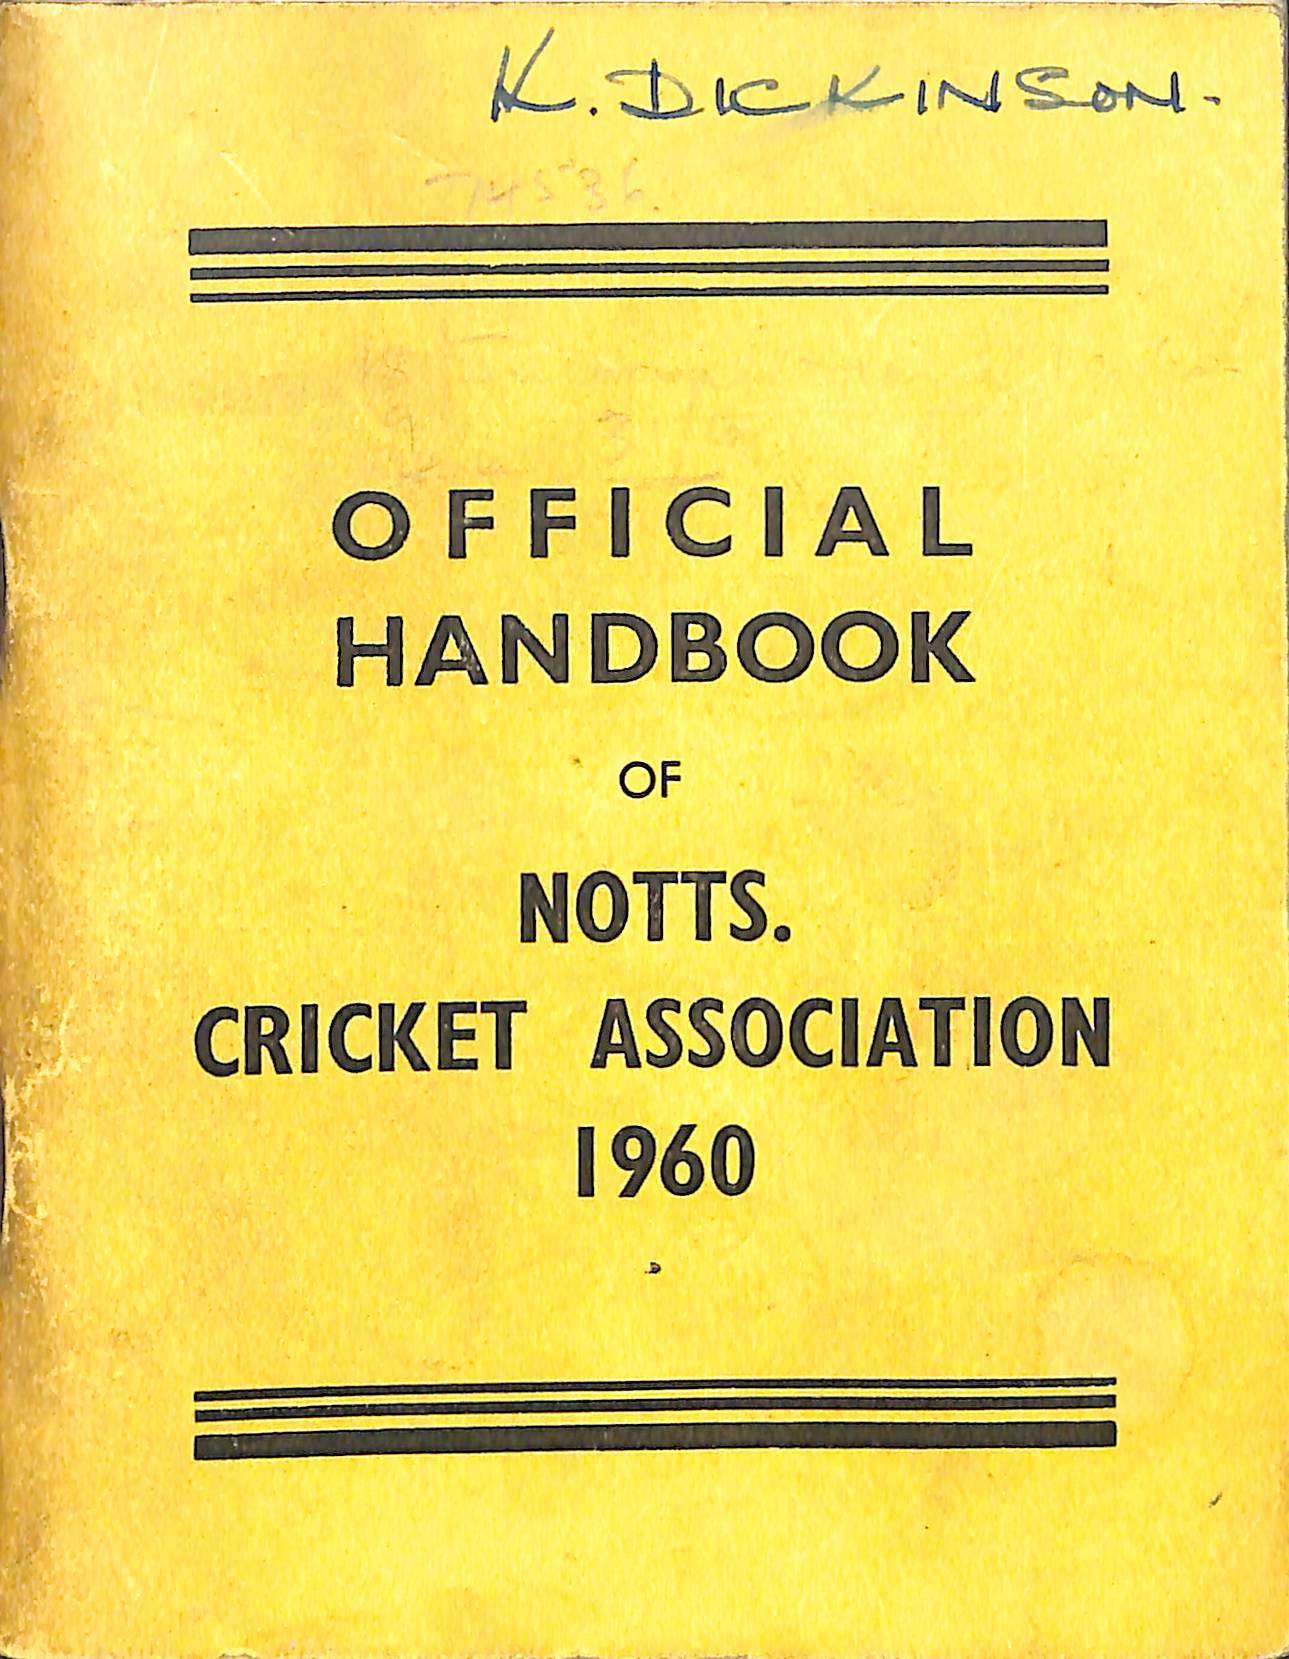 K. DICKINSON.
74536.
OFFICIAL
HANDBOOK
OF
NOTTS.
CRICKET ASSOCIATION
1960